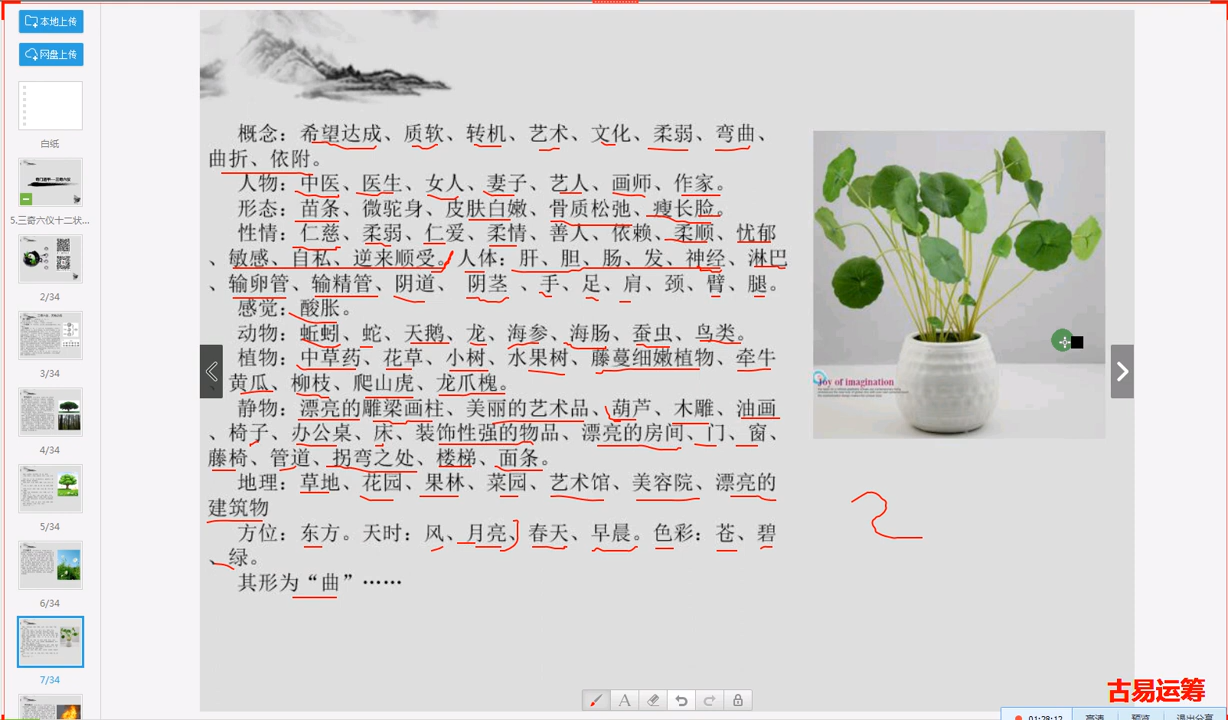 本地上传
网盘上传
白纸
5.三奇六仪十二状...
2/34
3/34
4/34
5/34
6/34
7/34
概念：希望达成、质软、转机、艺术、文化、柔弱、弯曲、
曲折、依附。
人物：中医、医生、女人、妻子、艺人、画师、作家。
形态：苗条、微驼身、皮肤白嫩、骨质松弛、瘦长脸。
性情：仁慈、柔弱、仁爱、柔情、善人、依赖、柔顺、忧郁
、敏感、自私、逆来顺受。人体：肝、胆、肠、发、神经、淋巴
、输卵管、输精管、阴道、 阴茎 、手、足、肩、颈、臂、腿。
感觉：酸胀。
动物：蚯蚓、蛇、天鹅、龙、海参、海肠、蚕虫、鸟类。
植物：中草药、花草、小树、水果树、藤蔓细嫩植物、牵牛
、黄瓜、柳枝、爬山虎、龙爪槐。
静物：漂亮的雕梁画柱、美丽的艺术品、葫芦、木雕、油画
、椅子、办公桌、床、装饰性强的物品、漂亮的房间、门、窗、
藤椅、管道、拐弯之处、楼梯、面条。
地理：草地、花园、果林、菜园、艺术馆、美容院、漂亮的
建筑物
方位：东方。天时：风、月亮、春天、早晨。色彩：苍、碧
、绿。
其形为“曲”……
Joy of imagination
2
A
古易运筹
01:28:12
高清